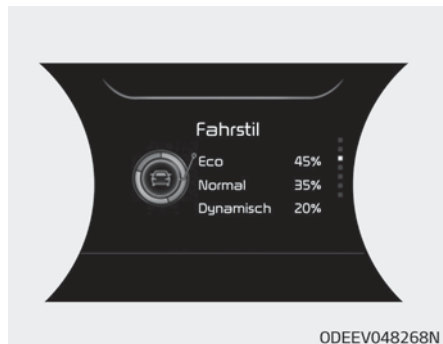 Fahrstil
Eco 45%
Normal 35%
Dynamisch 20%
ODEEV048268N